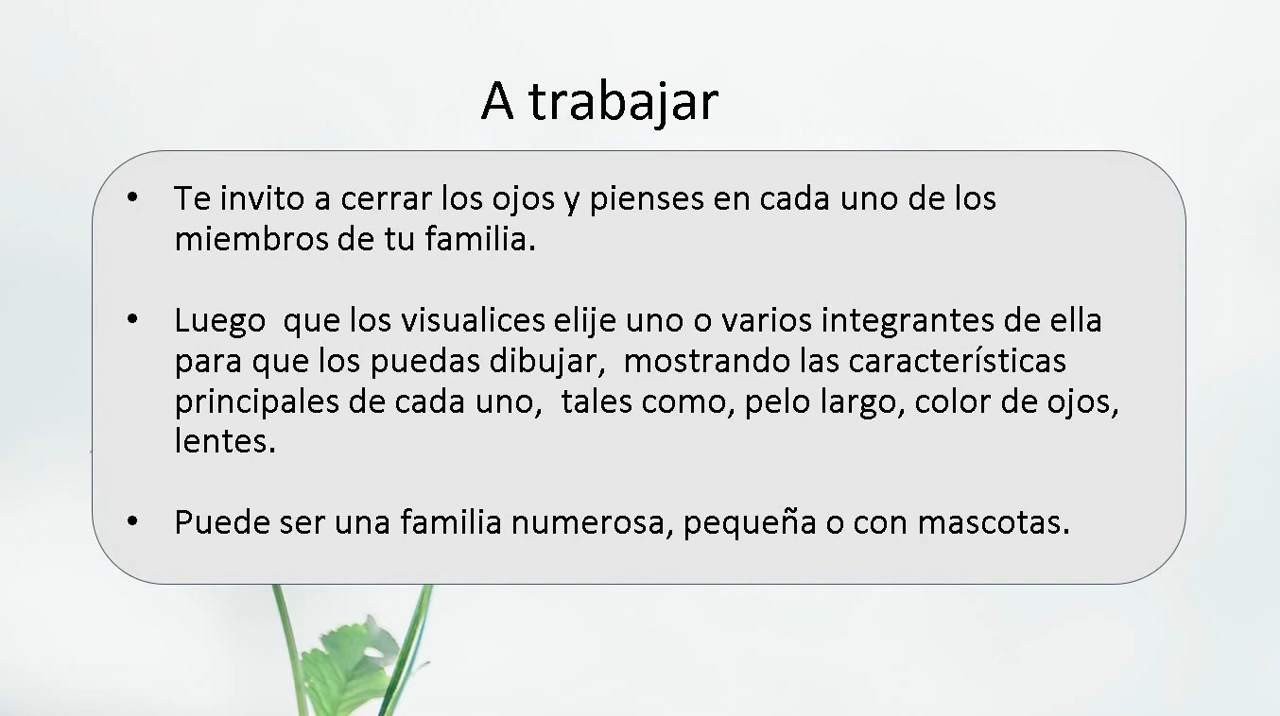 A trabajar
• Te invito a cerrar los ojos y pienses en cada uno de los
miembros de tu familia.
• Luego  que los visualices elije uno o varios integrantes de ella
para que los puedas dibujar,  mostrando las características
principales de cada uno,  tales como, pelo largo, color de ojos,
lentes.
• Puede ser una familia numerosa, pequeña o con mascotas.